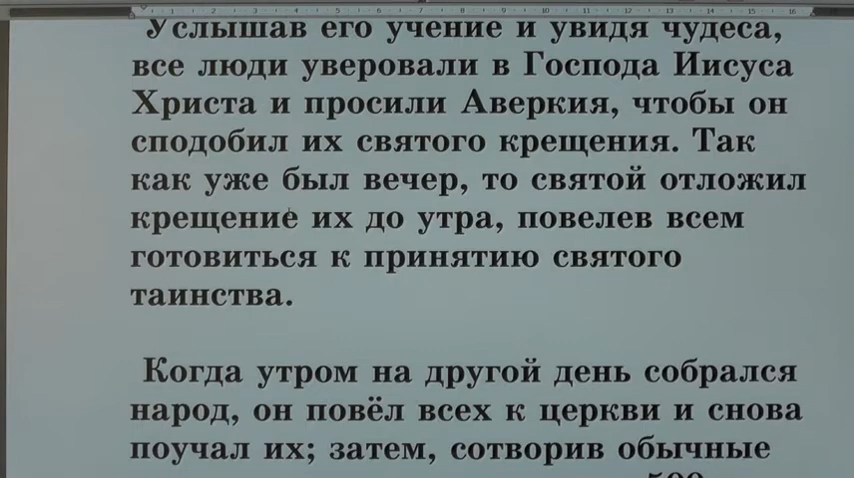 Услышав его учение и увидя чудеса,
все люди уверовали в Господа Иисуса
Христа и просили Аверкия, чтобы он
сподобил их святого крещения. Так
как уже был вечер, то святой отложил
крещение их до утра, повелев всем
готовиться к принятию святого
таинства.
Когда утром на другой день собрался
народ, он повёл всех к церкви и снова
поучал их; затем, сотворив обычные